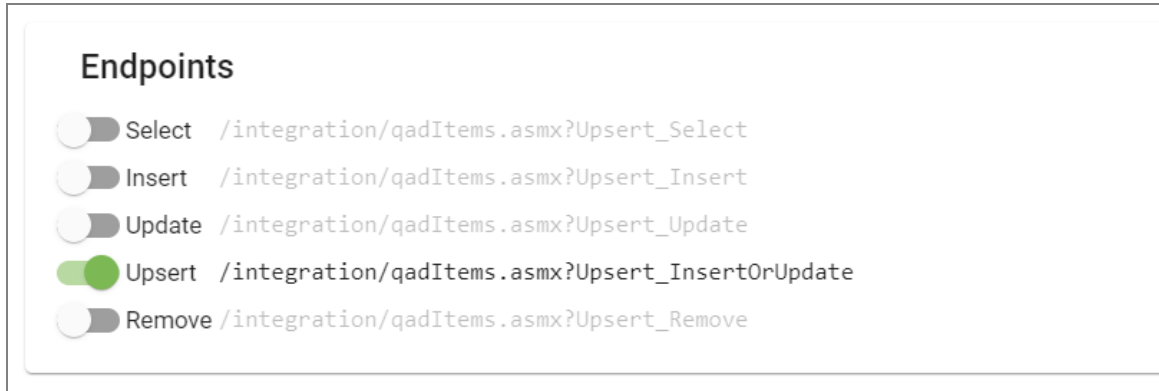 Endpoints
Select /integration/qadItems.asmx?Upsert_Select
Insert /integration/qadItems.asmx?Upsert_Insert
Update /integration/qadItems.asmx?Upsert_Update
Upsert /integration/qadItems.asmx?Upsert_InsertOrUpdate
Remove /integration/qadItems.asmx?Upsert_Remove